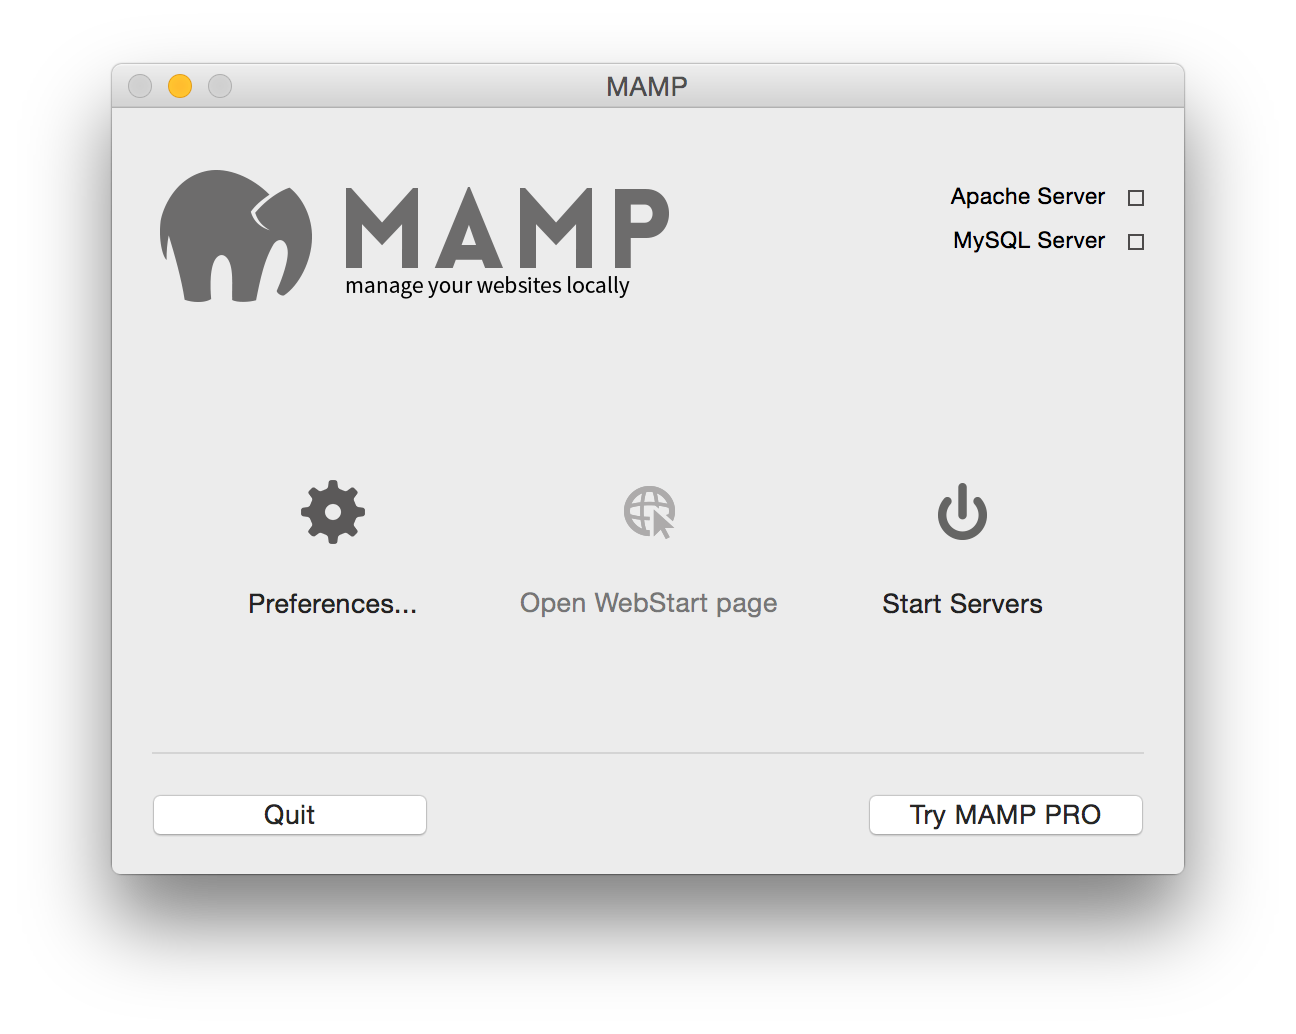 MAMP
MAMP
manage your websites locally
Apache Server
MySQL Server
Preferences...
Open WebStart page
Start Servers
Quit
Try MAMP PRO